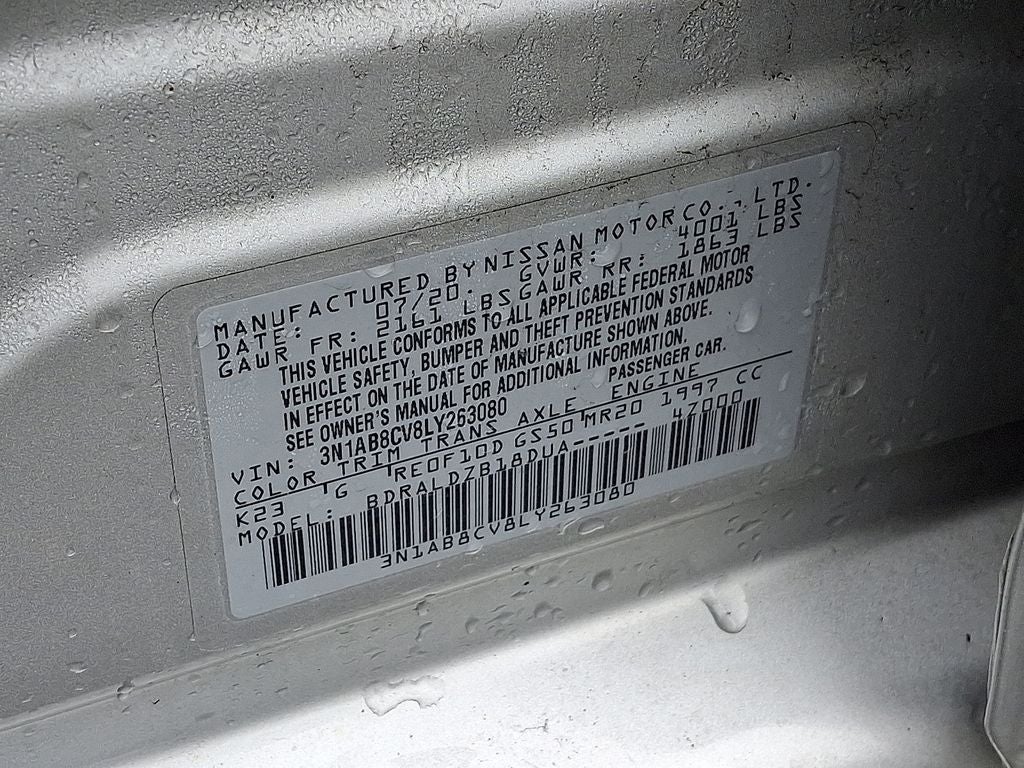 MANUFACTURED BY NISSAN MOTOR CO., LTD.
DATE: 07/20. GVWR: 4001 LBS
GAWR FR: 2161 LBS GAWR RR: 1863 LBS
THIS VEHICLE CONFORMS TO ALL APPLICABLE FEDERAL MOTOR
VEHICLE SAFETY, BUMPER AND THEFT PREVENTION STANDARDS
IN EFFECT ON THE DATE OF MANUFACTURE SHOWN ABOVE.
SEE OWNER'S MANUAL FOR ADDITIONAL INFORMATION.
VIN: 3N1AB8CV8LY263080 PASSENGER CAR.
COLOR TRIM TRANS AXLE ENGINE
K23 G RE0F10D GS50 MR20 1997 CC
MODEL: BDRALDZB18DUA----- 47000
3N1AB8CV8LY263080